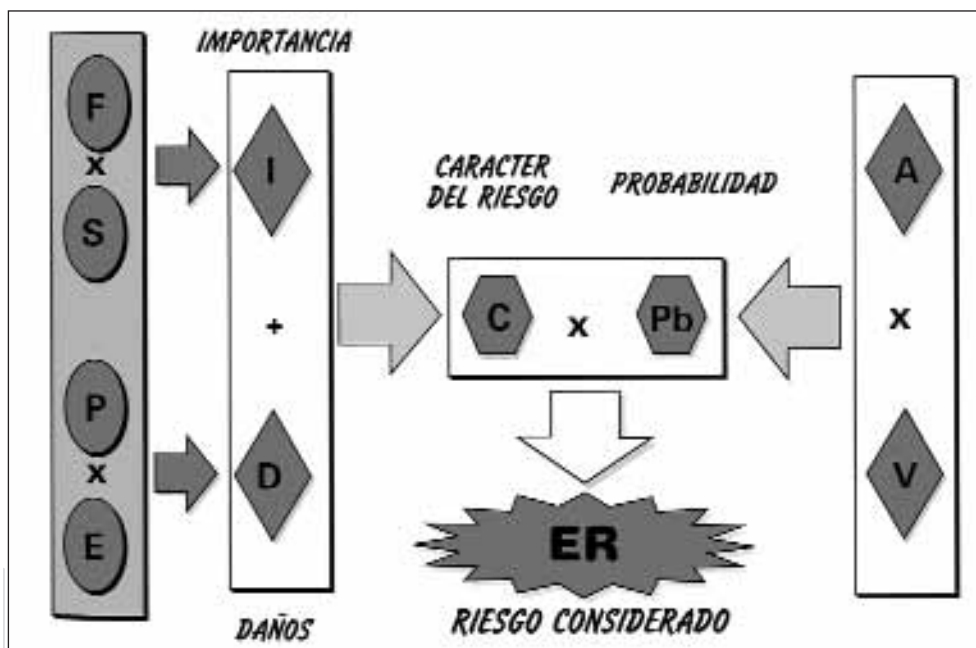 IMPORTANCIA
F
x
S
P
x
E
I
+
D
DAÑOS
CARACTER
DEL RIESGO
PROBABILIDAD
C x Pb
A
x
V
ER
RIESGO CONSIDERADO